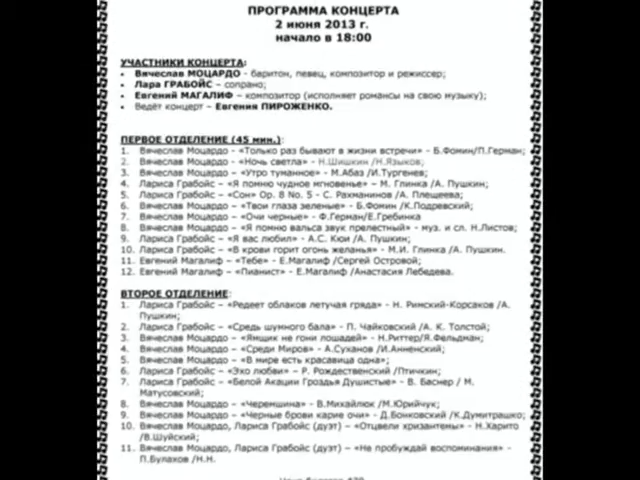 ПРОГРАММА КОНЦЕРТА
2 июня 2013 г.
начало в 18:00
УЧАСТНИКИ КОНЦЕРТА:
• Вячеслав МОЦАРДО - баритон, певец, композитор и режиссер;
• Лара ГРАБОЙС – сопрано;
• Евгений МАГАЛИФ – композитор (исполняет романсы на свою музыку);
• Ведёт концерт – Евгения ПИРОЖЕНКО.
ПЕРВОЕ ОТДЕЛЕНИЕ (45 мин.):
1. Вячеслав Моцардо - «Только раз бывают в жизни встречи» - Б.Фомин/П.Герман;
2. Вячеслав Моцардо - «Ночь светла» - Н.Шишкин /Н.Языков;
3. Вячеслав Моцардо – «Утро туманное» - М.Абаз /И.Тургенев;
4. Лариса Грабойс – «Я помню чудное мгновенье» – М. Глинка /А. Пушкин;
5. Лариса Грабойс – «Сон» Op. 8 No. 5 - С. Рахманинов /А. Плещеева;
6. Вячеслав Моцардо – «Твои глаза зеленые» - Б.Фомин /К.Подревский;
7. Вячеслав Моцардо – «Очи черные» - Ф.Герман/Е.Гребинка
8. Вячеслав Моцардо – «Я помню вальса звук прелестный» - муз. и сл. Н.Листов;
9. Лариса Грабойс – «Я вас любил» - А.С. Кюи /А. Пушкин;
10. Лариса Грабойс – «В крови горит огонь желанья» - М.И. Глинка /А. Пушкин.
11. Евгений Магалиф – «Тебе» - Е.Магалиф /Сергей Островой;
12. Евгений Магалиф – «Пианист» - Е.Магалиф /Анастасия Лебедева.
ВТОРОЕ ОТДЕЛЕНИЕ:
1. Лариса Грабойс – «Редеет облаков летучая гряда» - Н. Римский-Корсаков /А.
Пушкин;
2. Лариса Грабойс – «Средь шумного бала» - П. Чайковский /А. К. Толстой;
3. Вячеслав Моцардо – «Ямщик не гони лошадей» - Н.Риттер/Я.Фельдман;
4. Вячеслав Моцардо – «Среди Миров» - А.Суханов /И.Анненский;
5. Вячеслав Моцардо – «В мире есть красавица одна»;
6. Лариса Грабойс – «Эхо любви» – Р. Рождественский /Птичкин;
7. Лариса Грабойс – «Белой Акации Гроздья Душистые» - В. Баснер / М.
Матусовский;
8. Вячеслав Моцардо – «Черемшина» - В.Михайлюк /М.Юрийчук;
9. Вячеслав Моцардо – «Черные брови карие очи» - Д.Бонковский /К.Думитрашко;
10. Вячеслав Моцардо, Лариса Грабойс (дуэт) – «Отцвели хризантемы» - Н.Харито
/В.Шуйский;
11. Вячеслав Моцардо, Лариса Грабойс (дуэт) – «Не пробуждай воспоминания» -
П.Булахов /Н.Н.